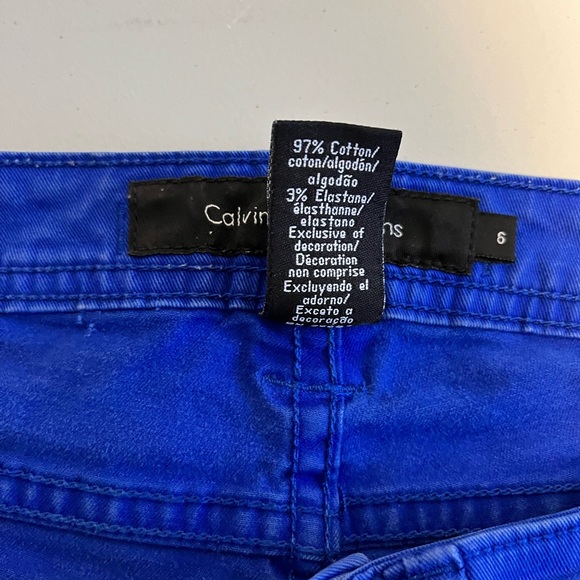 97% Cotton/
coton/algodón/
algodão
3% Elastane/
élasthanne/
elastano
Exclusive of
decoration/
Décoration
non comprise
Excluyendo el
adorno/
Exceto a
decoração
Calvin
6